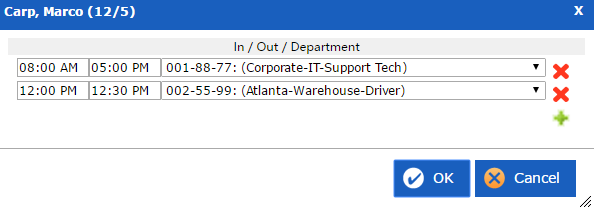 Carp, Marco (12/5) X
In / Out / Department
08:00 AM 05:00 PM 001-88-77: (Corporate-IT-Support Tech)
12:00 PM 12:30 PM 002-55-99: (Atlanta-Warehouse-Driver)
OK Cancel